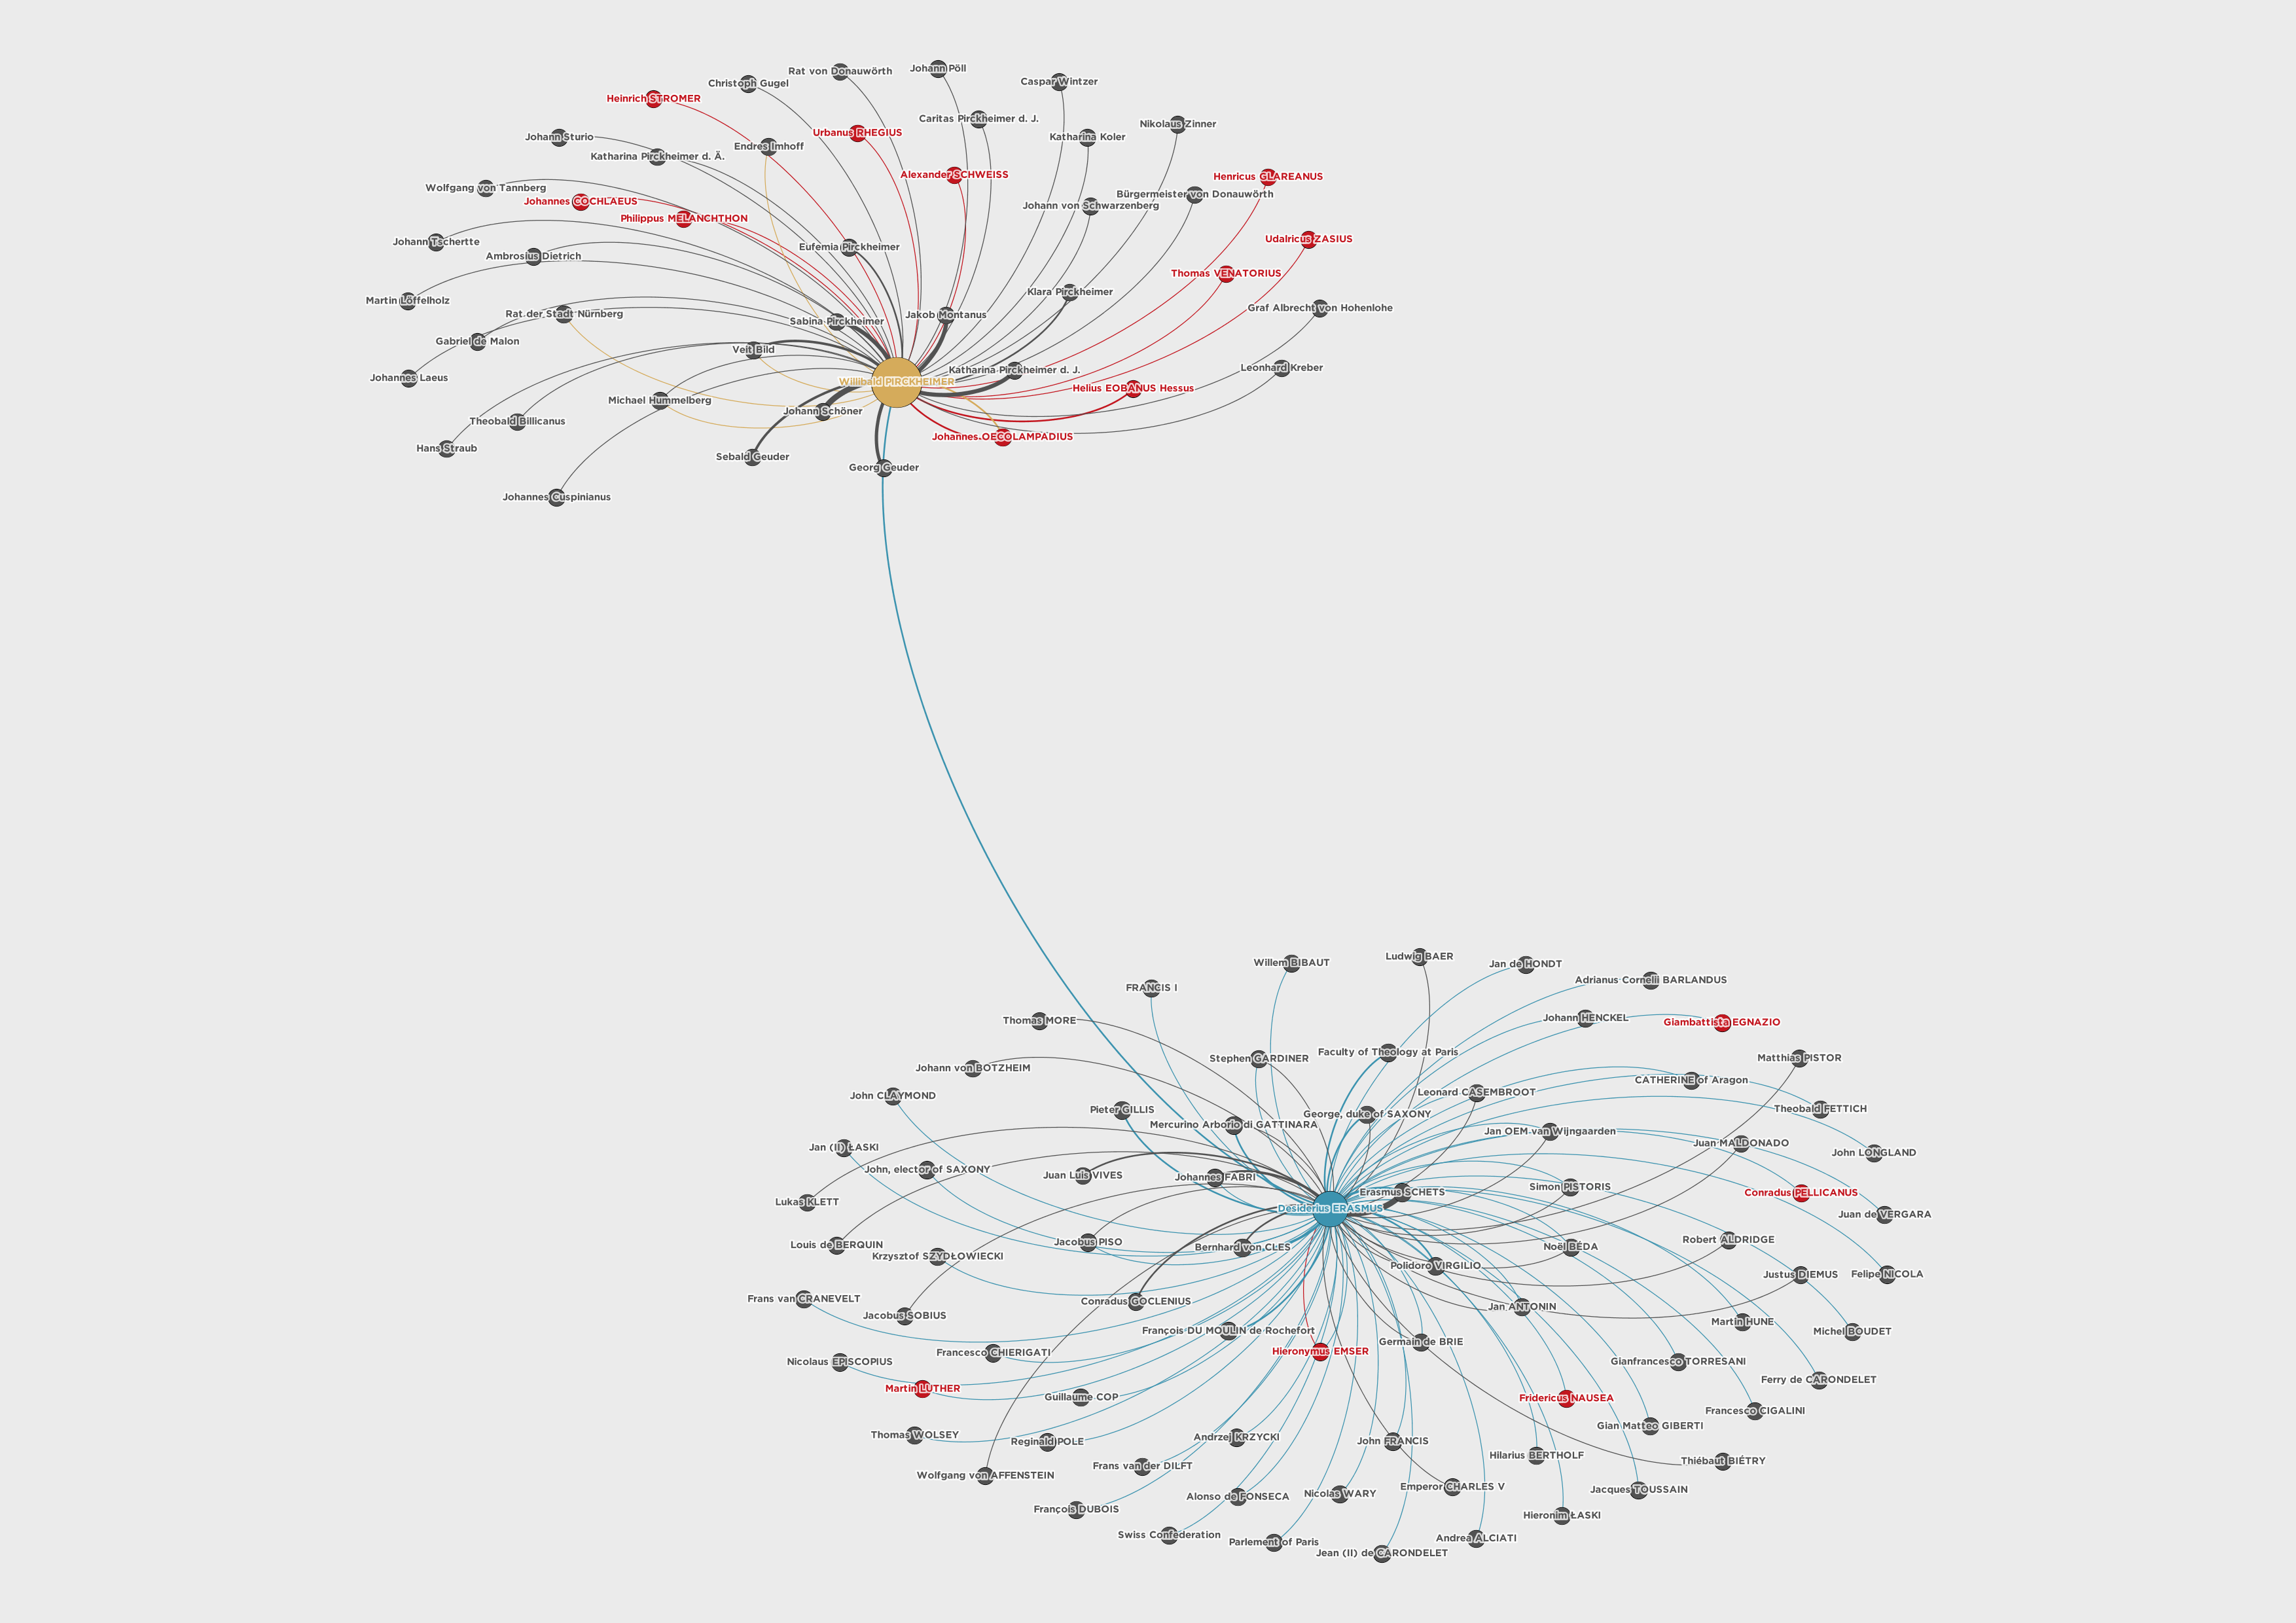 Johann Pöll
Rat von Donauwörth
Caspar Wintzer
Christoph Gugel
Heinrich STROMER
Caritas Pirckheimer d. J.
Nikolaus Zinner
Urbanus RHEGIUS
Johann Sturio
Katharina Koler
Endres Imhoff
Katharina Pirckheimer d. Ä.
Alexander SCHWEISS
Henricus GLAREANUS
Wolfgang von Tannberg
Bürgermeister von Donauwörth
Johannes COCHLAEUS
Johann von Schwarzenberg
Philippus MELANCHTHON
Udalricus ZASIUS
Johann Tschertte
Eufemia Pirckheimer
Ambrosius Dietrich
Thomas VENATORIUS
Klara Pirckheimer
Martin Löffelholz
Graf Albrecht von Hohenlohe
Rat der Stadt Nürnberg
Jakob Montanus
Sabina Pirckheimer
Gabriel de Malon
Veit Bild
Leonhard Kreber
Katharina Pirckheimer d. J.
Johannes Laeus
Willibald PIRCKHEIMER
Helius EOBANUS Hessus
Michael Hummelberg
Johann Schöner
Theobald Billicanus
Johannes OECOLAMPADIUS
Hans Straub
Sebald Geuder
Georg Geuder
Johannes Cuspinianus
Ludwig BAER
Willem BIBAUT
Jan de HONDT
Adrianus Cornelii BARLANDUS
FRANCIS I
Johann HENCKEL
Thomas MORE
Giambattista EGNAZIO
Faculty of Theology at Paris
Stephen GARDINER
Matthias PISTOR
Johann von BOTZHEIM
CATHERINE of Aragon
Leonard CASEMBROOT
John CLAYMOND
Theobald FETTICH
Pieter GILLIS
George, duke of SAXONY
Mercurino Arborio di GATTINARA
Jan OEM van Wijngaarden
Juan MALDONADO
Jan (II) ŁASKI
John LONGLAND
John, elector of SAXONY
Juan Luis VIVES
Johannes FABRI
Simon PISTORIS
Erasmus SCHETS
Conradus PELLICANUS
Lukas KLETT
Desiderius ERASMUS
Juan de VERGARA
Robert ALDRIDGE
Jacobus PISO
Louis de BERQUIN
Bernhard von CLES
Noël BÉDA
Krzysztof SZYDŁOWIECKI
Polidoro VIRGILIO
Justus DIEMUS
Felipe NICOLA
Frans van CRANEVELT
Conradus GOCLENIUS
Jan ANTONIN
Jacobus SOBIUS
Martin HUNE
François DU MOULIN de Rochefort
Michel BOUDET
Germain de BRIE
Hieronymus EMSER
Francesco CHIERIGATI
Nicolaus EPISCOPIUS
Gianfrancesco TORRESANI
Ferry de CARONDELET
Martin LUTHER
Guillaume COP
Fridericus NAUSEA
Francesco CIGALINI
Gian Matteo GIBERTI
Thomas WOLSEY
Andrzej KRZYCKI
Reginald POLE
John FRANCIS
Hilarius BERTHOLF
Thiébaut BIÉTRY
Frans van der DILFT
Wolfgang von AFFENSTEIN
Emperor CHARLES V
Jacques TOUSSAIN
Nicolas WARY
Alonso de FONSECA
François DUBOIS
Hieronim ŁASKI
Swiss Confederation
Andrea ALCIATI
Parlement of Paris
Jean (II) de CARONDELET